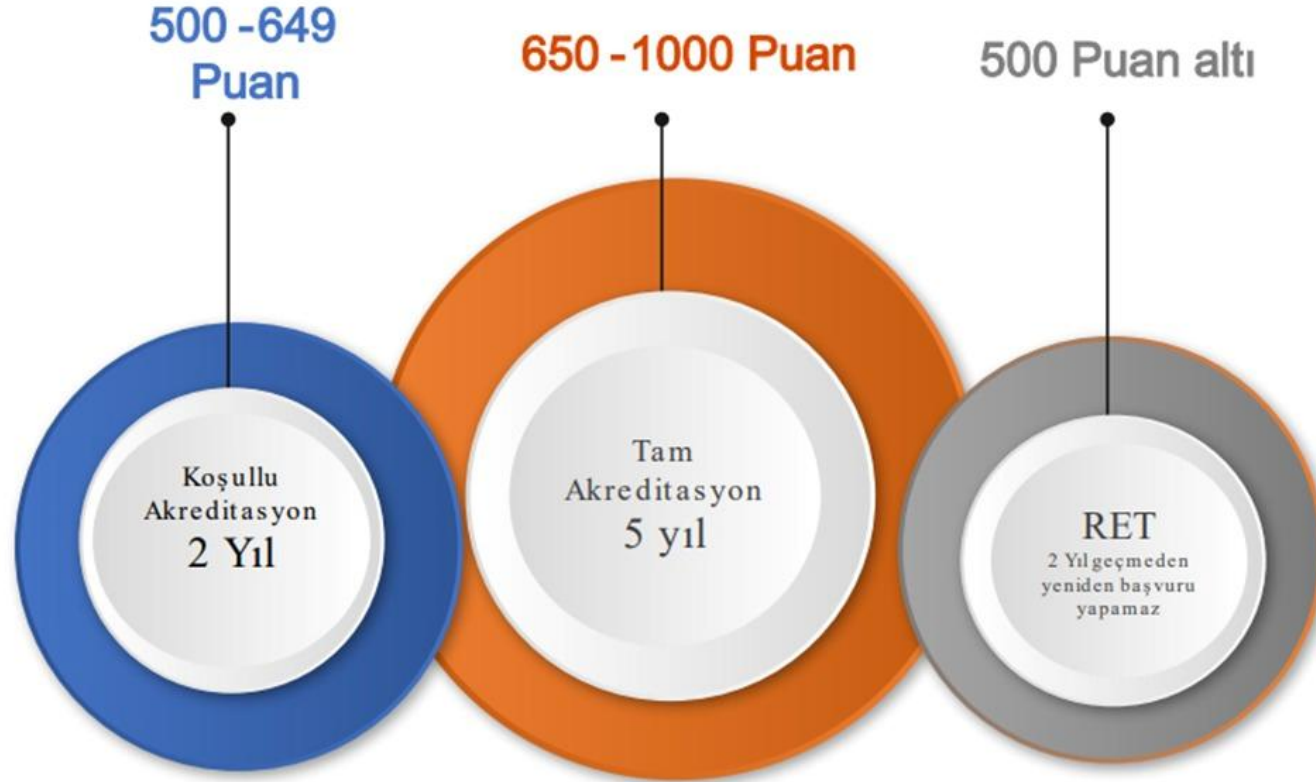 500 -649
Puan
650 -1000 Puan
500 Puan altı
Koşullu
Akreditasyon
2 Yıl
Tam
Akreditasyon
5 yıl
RET
2 Yıl geçmeden
yeniden başvuru
yapamaz